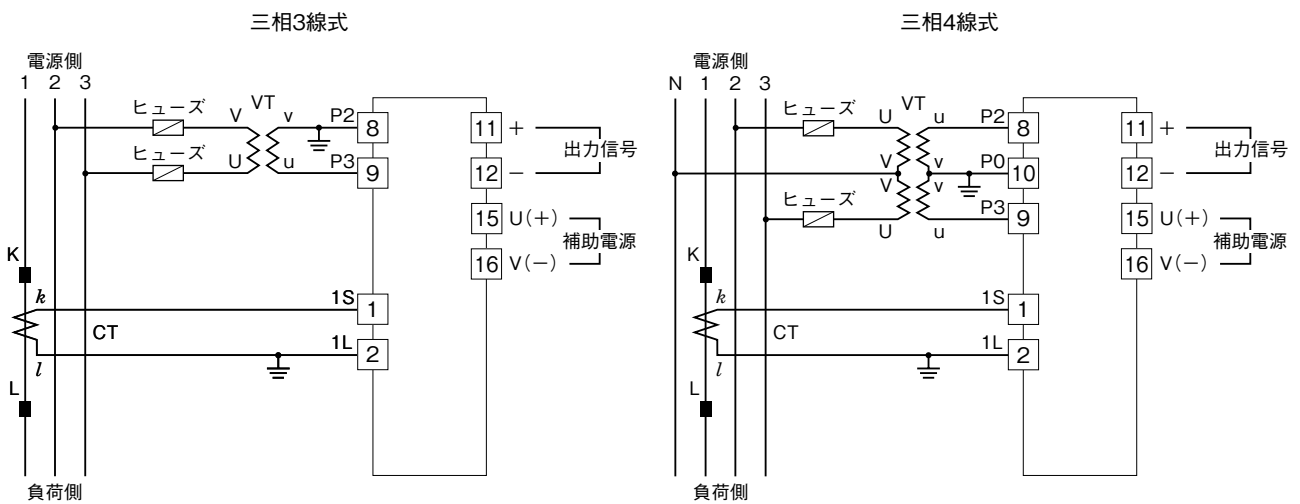 三相3線式
電源側
1 2 3
ヒューズ V VT v P2 8 11 +
出力信号
ヒューズ U u P3 9 12 −
15 U(+)
補助電源
16 V(−)
K
k 1S 1
CT
l 1L 2
L
負荷側
三相4線式
電源側
N 1 2 3
ヒューズ U VT u P2 8 11 +
出力信号
V v P0 10 12 −
ヒューズ V v
U u P3 9 15 U(+)
補助電源
16 V(−)
K
k 1S 1
CT
l 1L 2
L
負荷側